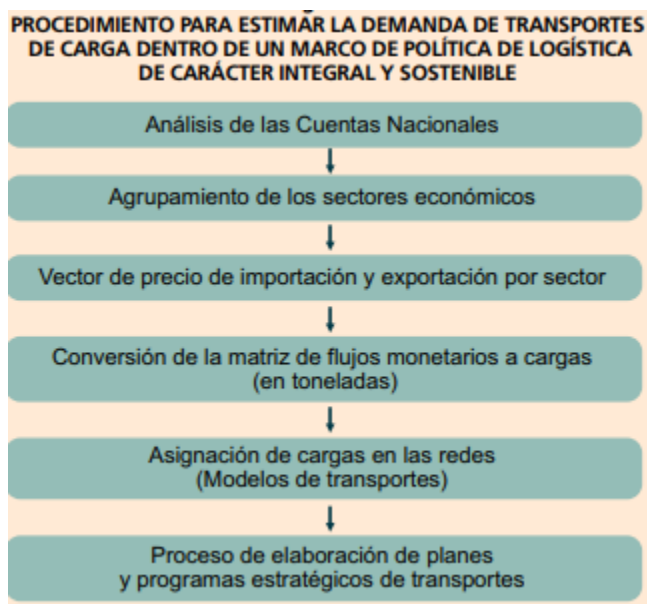 PROCEDIMIENTO PARA ESTIMAR LA DEMANDA DE TRANSPORTES
DE CARGA DENTRO DE UN MARCO DE POLÍTICA DE LOGÍSTICA
DE CARÁCTER INTEGRAL Y SOSTENIBLE
Análisis de las Cuentas Nacionales
Agrupamiento de los sectores económicos
Vector de precio de importación y exportación por sector
Conversión de la matriz de flujos monetarios a cargas
(en toneladas)
Asignación de cargas en las redes
(Modelos de transportes)
Proceso de elaboración de planes
y programas estratégicos de transportes